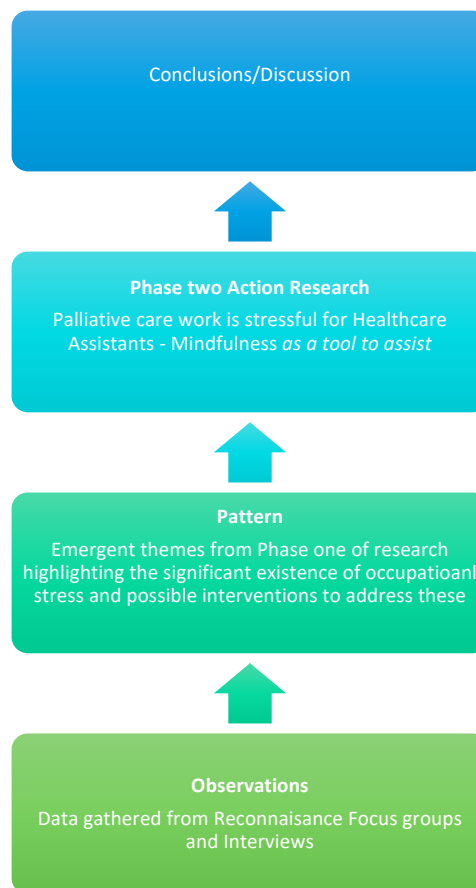 Conclusions/Discussion
Phase two Action Research
Palliative care work is stressful for Healthcare
Assistants - Mindfulness as a tool to assist
Pattern
Emergent themes from Phase one of research
highlighting the significant existence of occupatioanl
stress and possible interventions to address these
Observations
Data gathered from Reconnaisance Focus groups
and Interviews